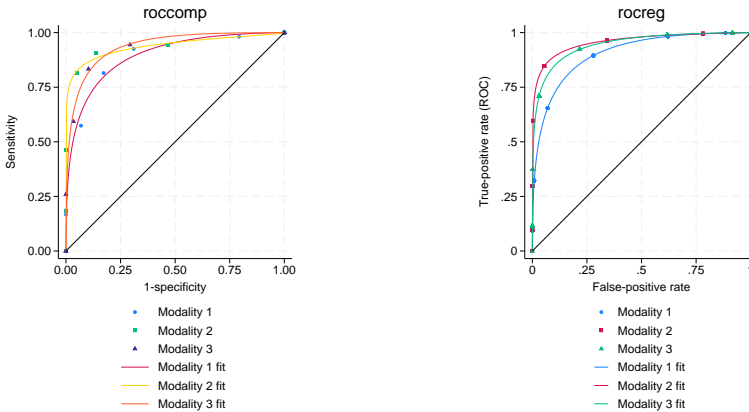 roccomp
1.00
0.75
0.50
0.25
0.00
Sensitivity
0.00 0.25 0.50 0.75 1.00
1-specificity
Modality 1
Modality 2
Modality 3
Modality 1 fit
Modality 2 fit
Modality 3 fit
rocreg
1
.75
.5
.25
0
True-positive rate (ROC)
0 .25 .5 .75
False-positive rate
Modality 1
Modality 2
Modality 3
Modality 1 fit
Modality 2 fit
Modality 3 fit